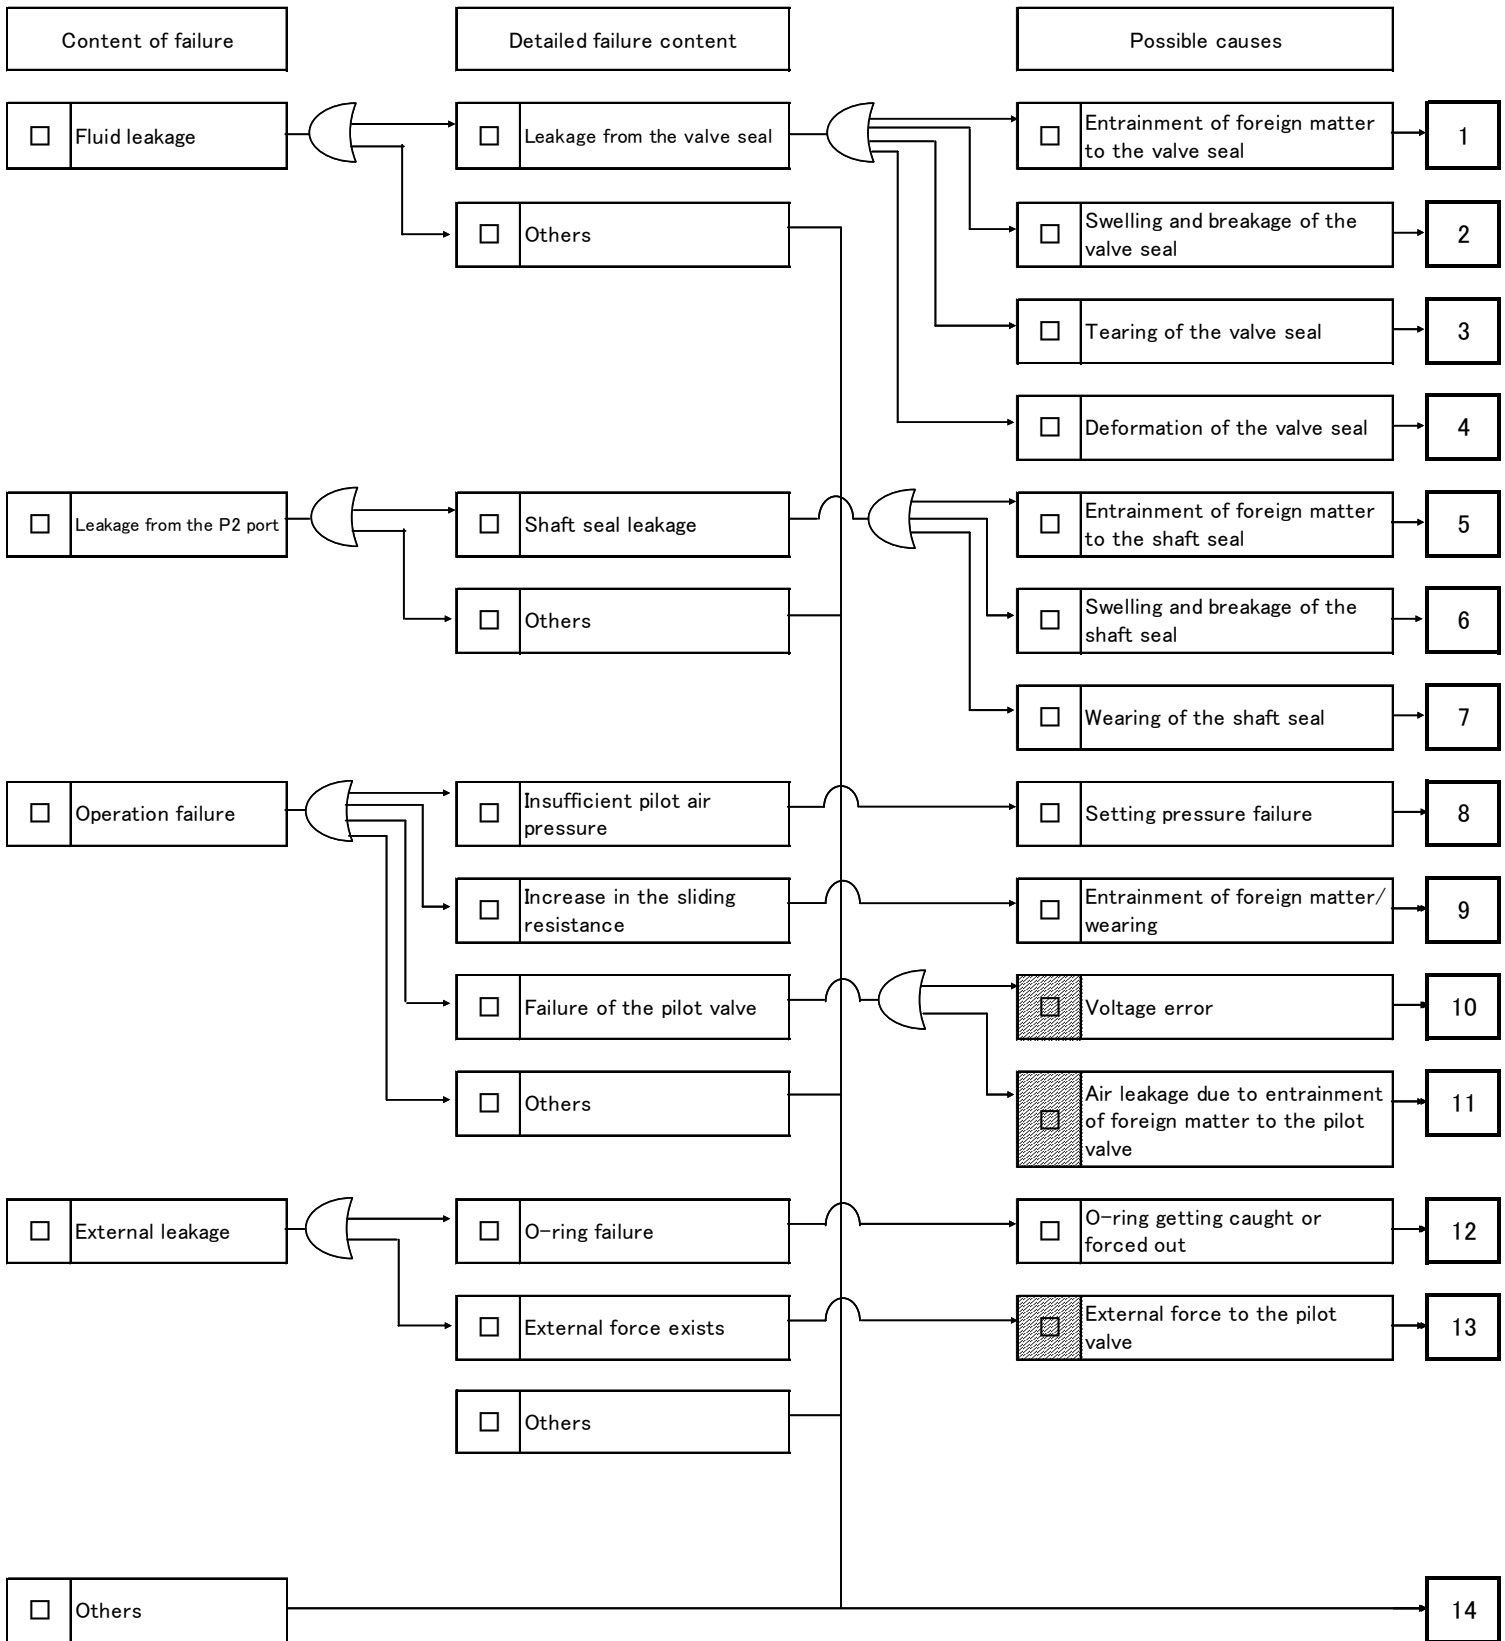 Content of failure
Detailed failure content
Possible causes
Fluid leakage
Leakage from the valve seal
Entrainment of foreign matter
to the valve seal
1
Others
Swelling and breakage of the
valve seal
2
Tearing of the valve seal
3
Deformation of the valve seal
4
Leakage from the P2 port
Shaft seal leakage
Entrainment of foreign matter
to the shaft seal
5
Others
Swelling and breakage of the
shaft seal
6
Wearing of the shaft seal
7
Operation failure
Insufficient pilot air
pressure
Setting pressure failure
8
Increase in the sliding
resistance
Entrainment of foreign matter/
wearing
9
Failure of the pilot valve
Voltage error
10
Others
Air leakage due to entrainment
of foreign matter to the pilot
valve
11
External leakage
O-ring failure
O-ring getting caught or
forced out
12
External force exists
External force to the pilot
valve
13
Others
Others
14